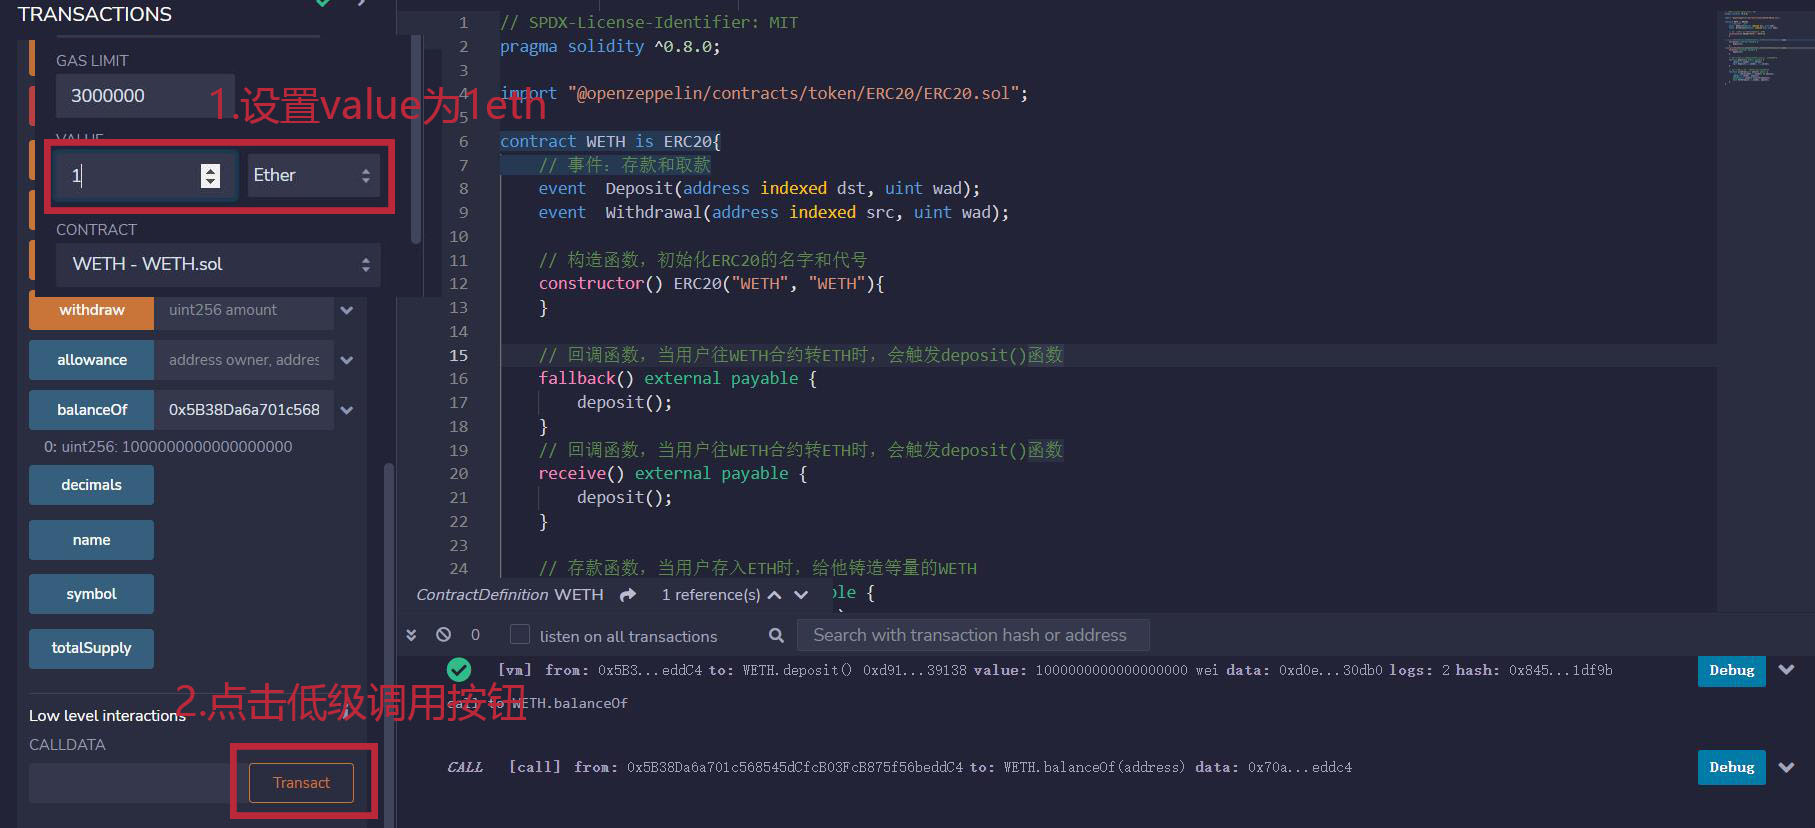 TRANSACTIONS
GAS LIMIT
3000000
1.设置value为1eth
VALUE
1
Ether
CONTRACT
WETH - WETH.sol
withdraw
uint256 amount
allowance
address owner, addres
balanceOf
0x5B38Da6a701c568
0: uint256: 1000000000000000000
decimals
name
symbol
totalSupply
Low level interactions
2.点击低级调用按钮
CALLDATA
Transact
1 // SPDX-License-Identifier: MIT
2 pragma solidity ^0.8.0;
3
4 import "@openzeppelin/contracts/token/ERC20/ERC20.sol";
5
6 contract WETH is ERC20{
7 // 事件：存款和取款
8 event  Deposit(address indexed dst, uint wad);
9 event  Withdrawal(address indexed src, uint wad);
10
11 // 构造函数，初始化ERC20的名字和代号
12 constructor() ERC20("WETH", "WETH"){
13 }
14
15 // 回调函数，当用户往WETH合约转ETH时，会触发deposit()函数
16 fallback() external payable {
17 deposit();
18 }
19 // 回调函数，当用户往WETH合约转ETH时，会触发deposit()函数
20 receive() external payable {
21 deposit();
22 }
23
24 // 存款函数，当用户存入ETH时，给他铸造等量的WETH
ble {
ContractDefinition WETH 1 reference(s)
0 listen on all transactions Search with transaction hash or address
[vm] from: 0x5B3...eddC4 to: WETH.deposit() 0xd91...39138 value: 1000000000000000000 wei data: 0xd0e...30db0 logs: 2 hash: 0x845...1df9b
Debug
call to WETH.balanceOf
CALL [call] from: 0x5B38Da6a701c568545dCfcB03FcB875f56beddC4 to: WETH.balanceOf(address) data: 0x70a...eddc4
Debug